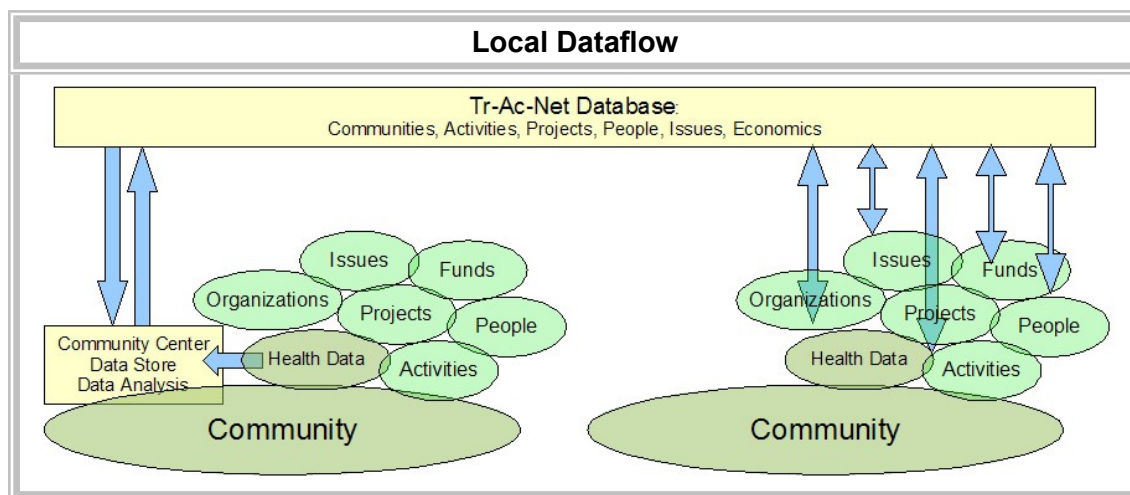 Local Dataflow
Tr-Ac-Net Database:
Communities, Activities, Projects, People, Issues, Economics
Issues
Funds
Organizations
Projects
People
Community Center
Data Store
Data Analysis
Health Data
Activities
Community
Issues
Funds
Organizations
Projects
People
Health Data
Activities
Community